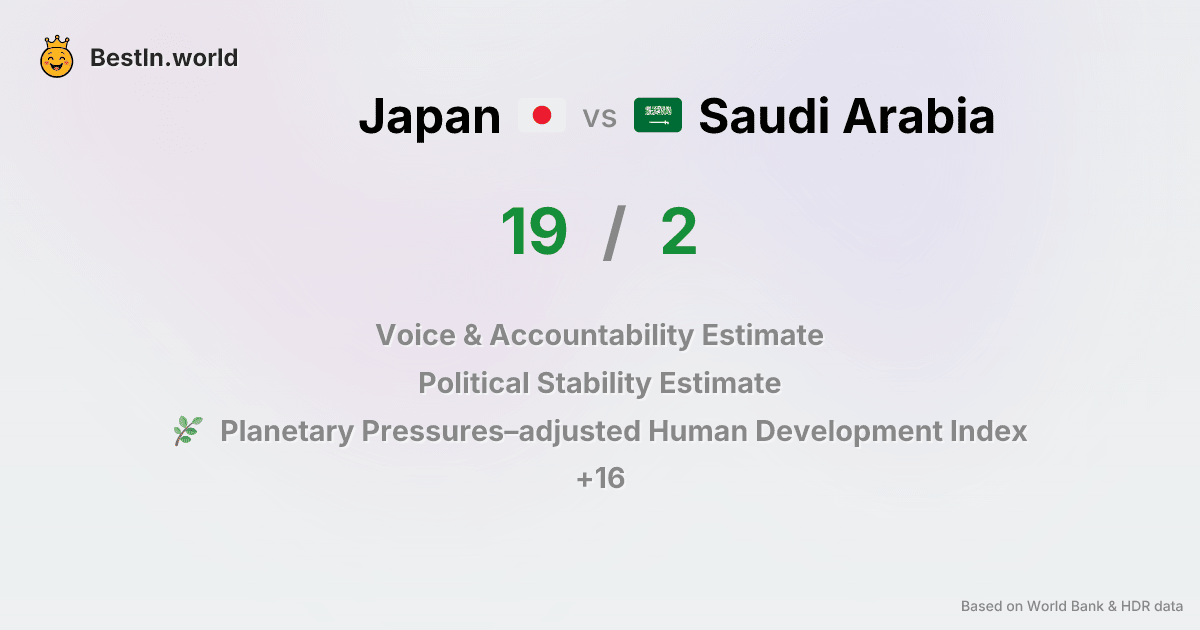 BestIn.world
Japan vs Saudi Arabia
19 / 2
Voice & Accountability Estimate
Political Stability Estimate
Planetary Pressures–adjusted Human Development Index
+16
Based on World Bank & HDR data